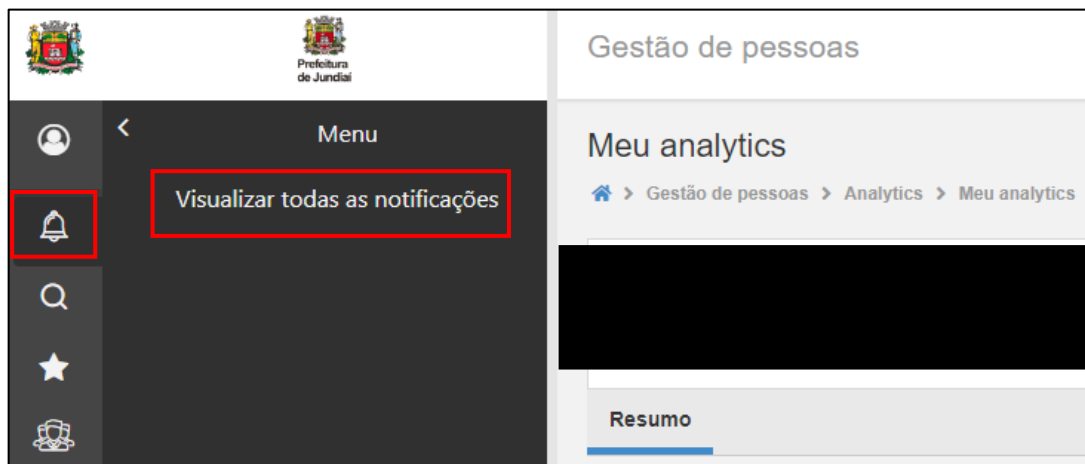 Prefeitura
de Jundiaí
Gestão de pessoas
Menu
Visualizar todas as notificações
Meu analytics
Gestão de pessoas > Analytics > Meu analytics
Resumo